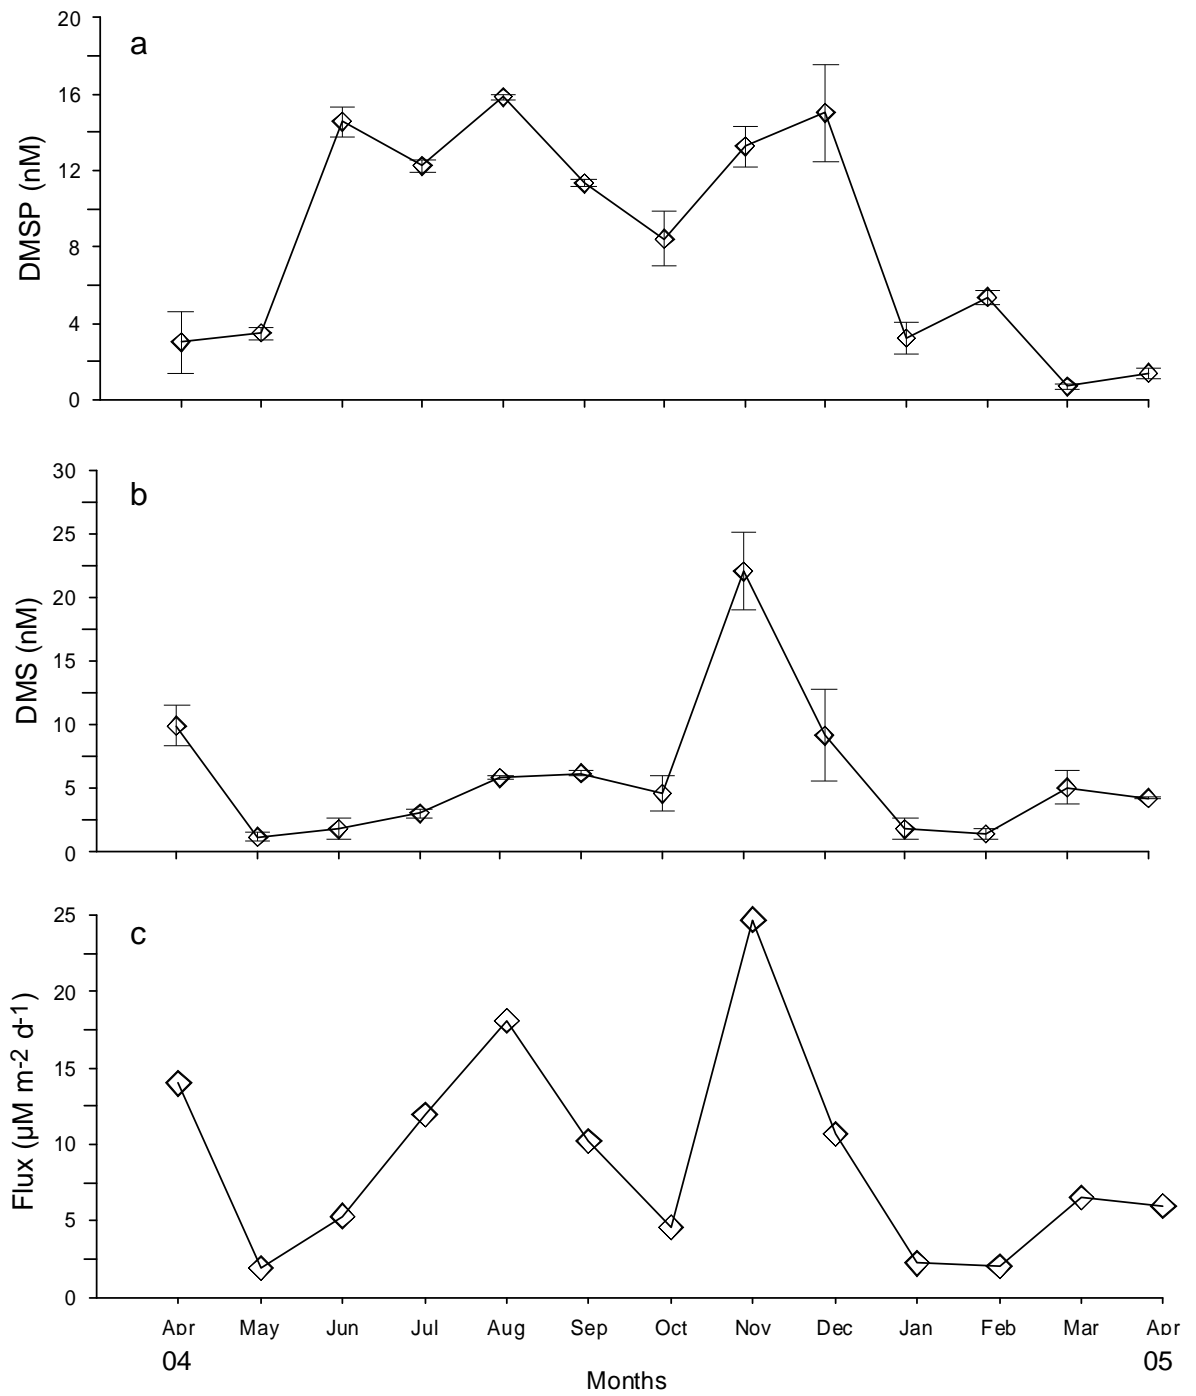 a
DMSP (nM)
20
16
12
8
4
0
b
DMS (nM)
30
25
20
15
10
5
0
c
Flux (µM m-2 d-1)
25
20
15
10
5
0
Apr May Jun Jul Aug Sep Oct Nov Dec Jan Feb Mar Apr
04 05
Months